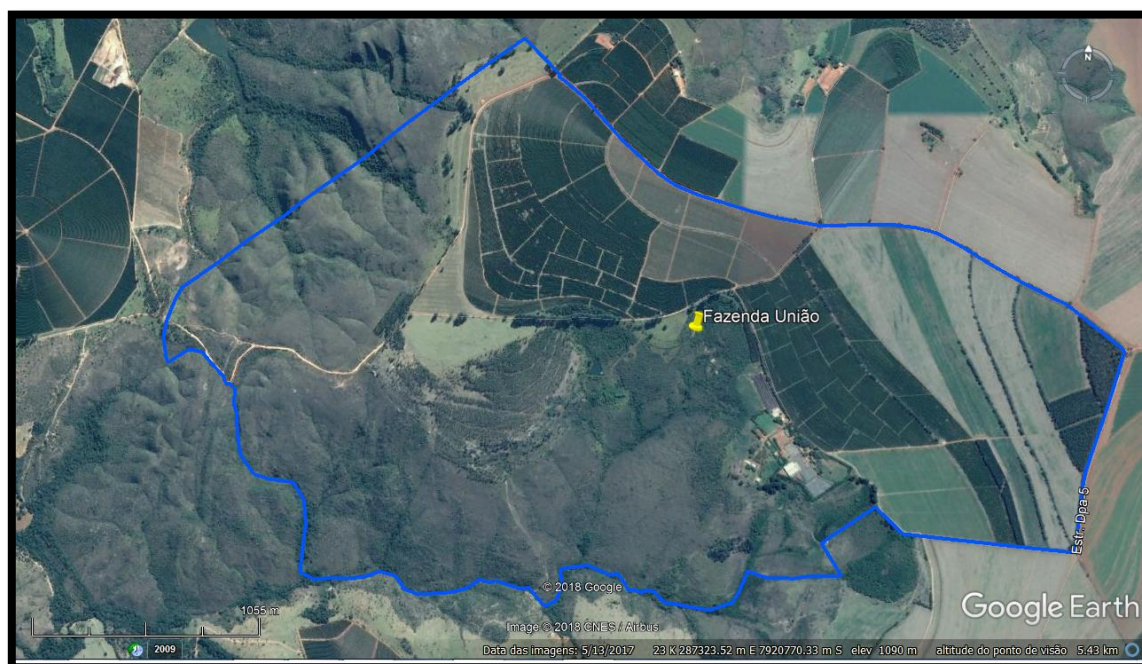 N
Fazenda União
Estr. Dpa-5
© 2018 Google
1055 m
Image © 2018 CNES / Airbus
Google Earth
2009
Data das imagens: 5/13/2017 23 K 287323.52 m E 7920770.33 m S elev 1090 m altitude do ponto de visão 5.43 km